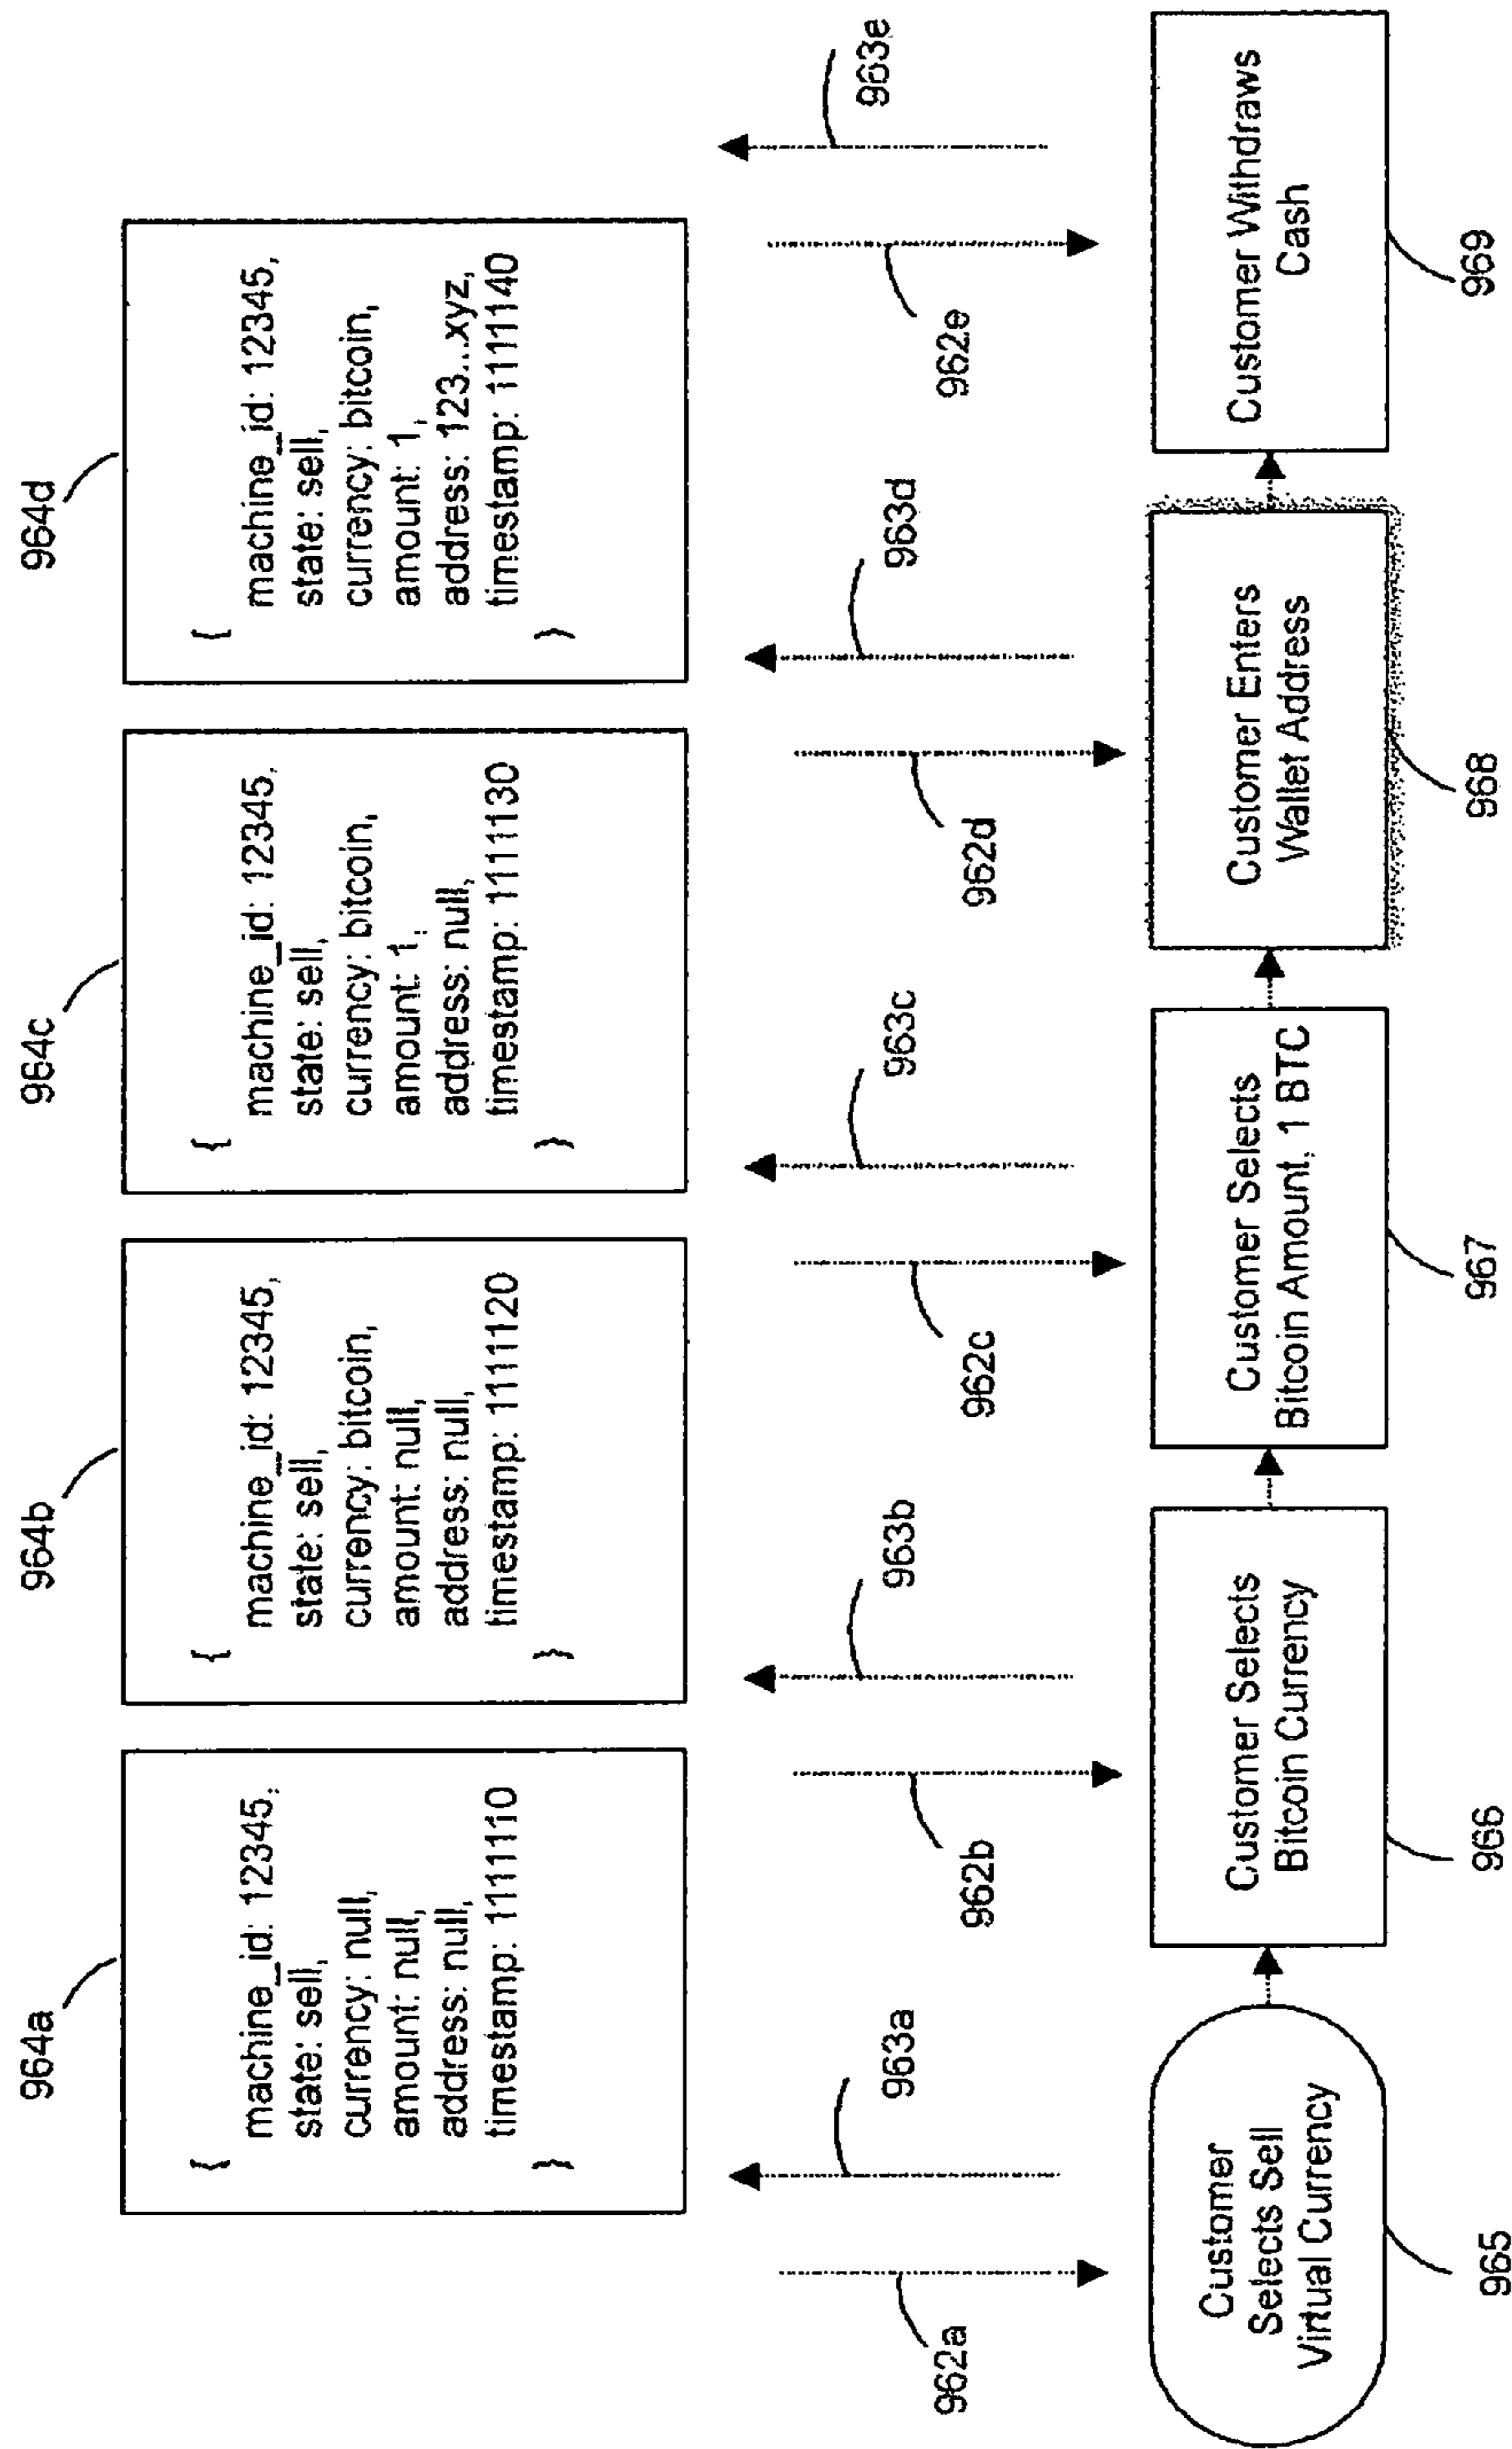 964a
964b
964c
964d
{
machine_id: 12345,
state: sell,
currency: null,
amount: null,
address: null,
timestamp: 1111110
}
{
machine_id: 12345,
state: sell,
currency: bitcoin,
amount: null,
address: null,
timestamp: 1111120
}
{
machine_id: 12345,
state: sell,
currency: bitcoin,
amount: 1,
address: null,
timestamp: 1111130
}
{
machine_id: 12345,
state: sell,
currency: bitcoin,
amount: 1,
address: 123...xyz,
timestamp: 1111140
}
962a
963a
962b
963b
962c
963c
962d
963d
962e
963e
Customer
Selects Sell
Virtual Currency
Customer Selects
Bitcoin Currency
Customer Selects
Bitcoin Amount, 1 BTC
Customer Enters
Wallet Address
Customer Withdraws
Cash
965
966
967
968
969